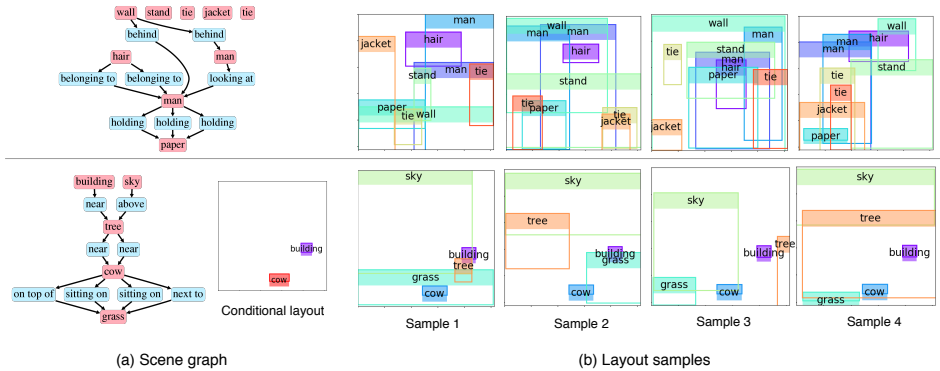 wall stand tie jacket tie
behind behind
hair man
belonging to belonging to looking at
man
holding holding holding
paper
man
jacket hair
stand man tie
paper
tie wall
wall
man man
hair
stand
tie paper
tie
jacket
wall
man
tie stand
man
hair
paper tie
jacket
wall
man hair
stand
tie
tie
jacket
paper
building sky
near above
tree
near near
cow
on top of sitting on sitting on next to
grass
building
cow
Conditional layout
sky
building
tree
grass
cow
Sample 1
sky
tree
building
grass
cow
Sample 2
sky
tree
building
grass
cow
Sample 3
sky
tree
building
grass
cow
Sample 4
(a) Scene graph
(b) Layout samples